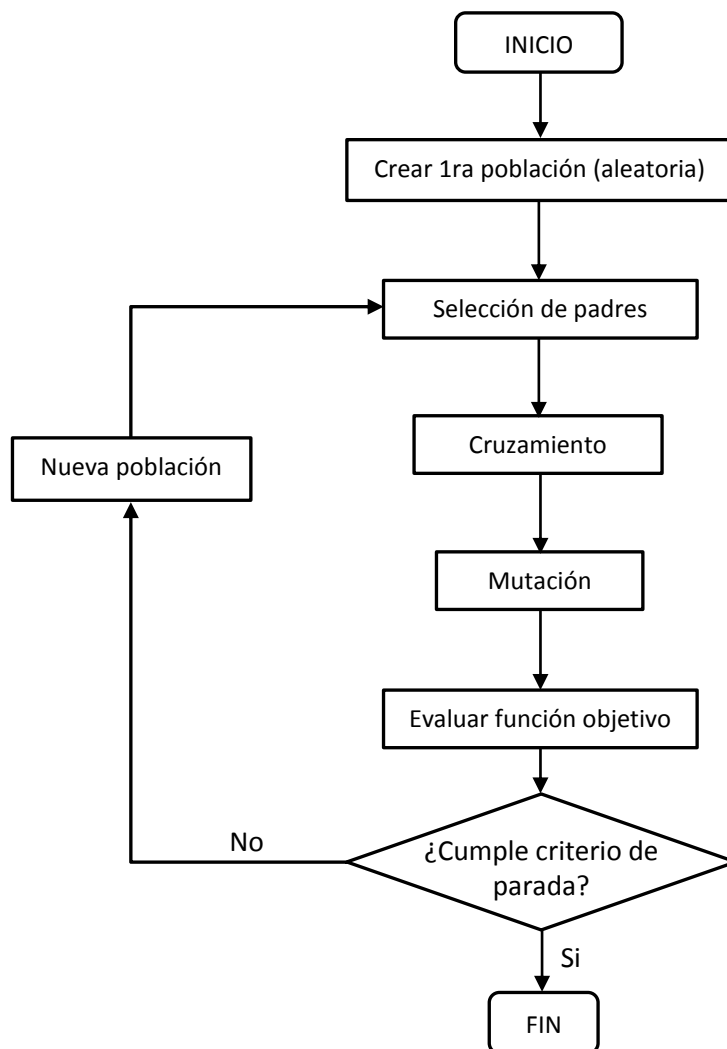 INICIO
Crear 1ra población (aleatoria)
Selección de padres
Cruzamiento
Nueva población
Mutación
Evaluar función objetivo
¿Cumple criterio de
parada?
No
Si
FIN